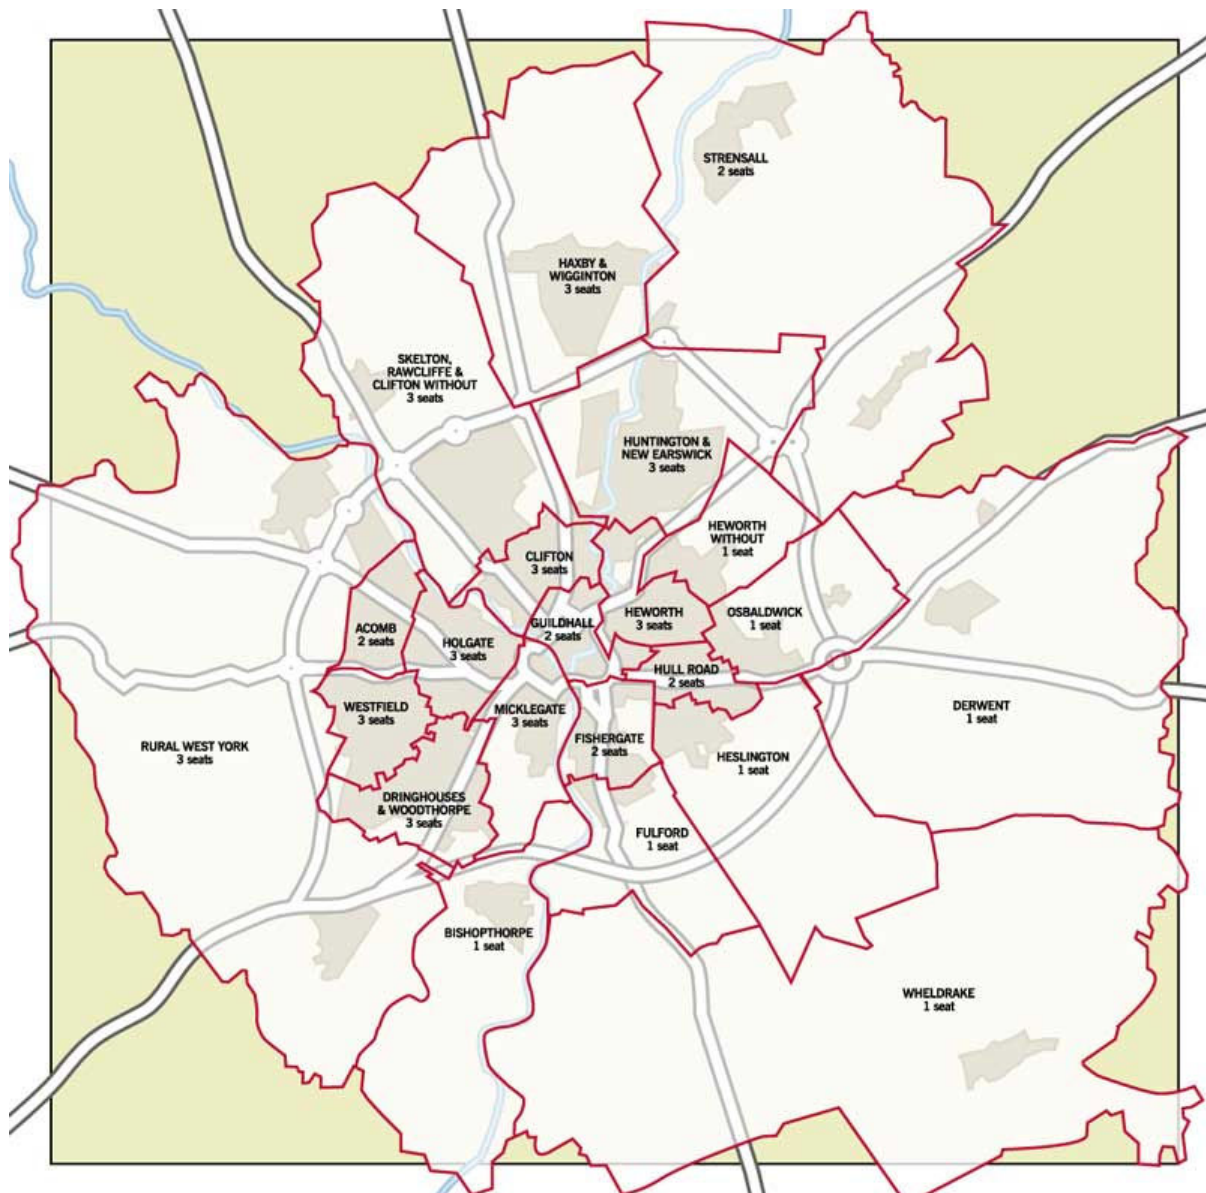 STRENSALL
2 seats
HAXBY &
WIGGINTON
3 seats
SKELTON,
RAWCLIFFE &
CLIFTON WITHOUT
3 seats
HUNTINGTON &
NEW EARSWICK
3 seats
HEWORTH
WITHOUT
1 seat
CLIFTON
3 seats
ACOMB
2 seats
HOLGATE
3 seats
GUILDHALL
2 seats
HEWORTH
3 seats
OSBALDWICK
1 seat
HULL ROAD
2 seats
WESTFIELD
3 seats
MICKLEGATE
3 seats
DERWENT
1 seat
RURAL WEST YORK
3 seats
FISHERGATE
2 seats
HESLINGTON
1 seat
DRINGHOUSES
& WOODTHORPE
3 seats
FULFORD
1 seat
BISHOPTHORPE
1 seat
WHELDRAKE
1 seat